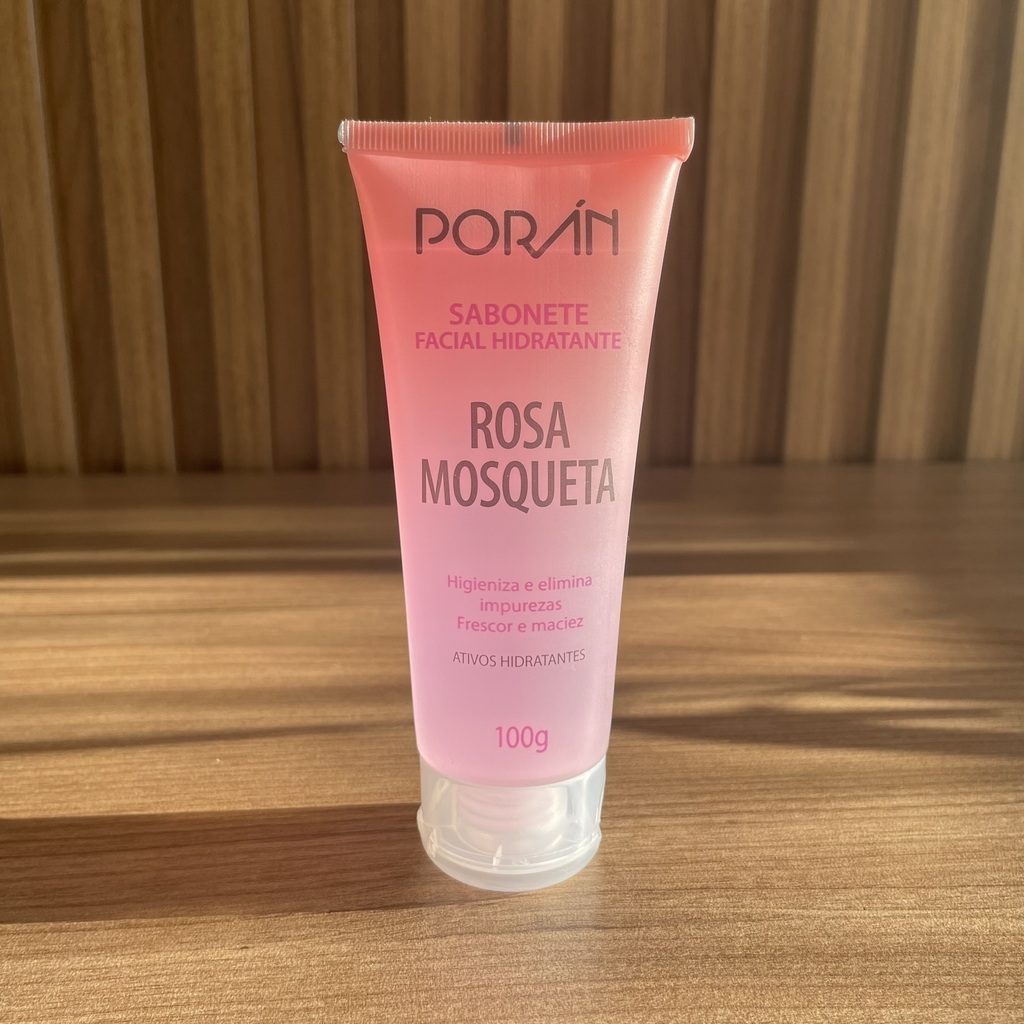 PORÁN
SABONETE
FACIAL HIDRATANTE
ROSA
MOSQUETA
Higieniza e elimina
impurezas
Frescor e maciez
ATIVOS HIDRATANTES
100g